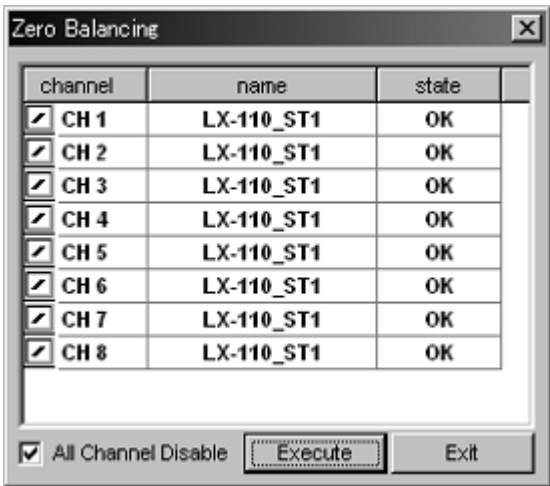 Zero Balancing
channel name state
CH 1 LX-110_ST1 OK
CH 2 LX-110_ST1 OK
CH 3 LX-110_ST1 OK
CH 4 LX-110_ST1 OK
CH 5 LX-110_ST1 OK
CH 6 LX-110_ST1 OK
CH 7 LX-110_ST1 OK
CH 8 LX-110_ST1 OK
All Channel Disable Execute Exit